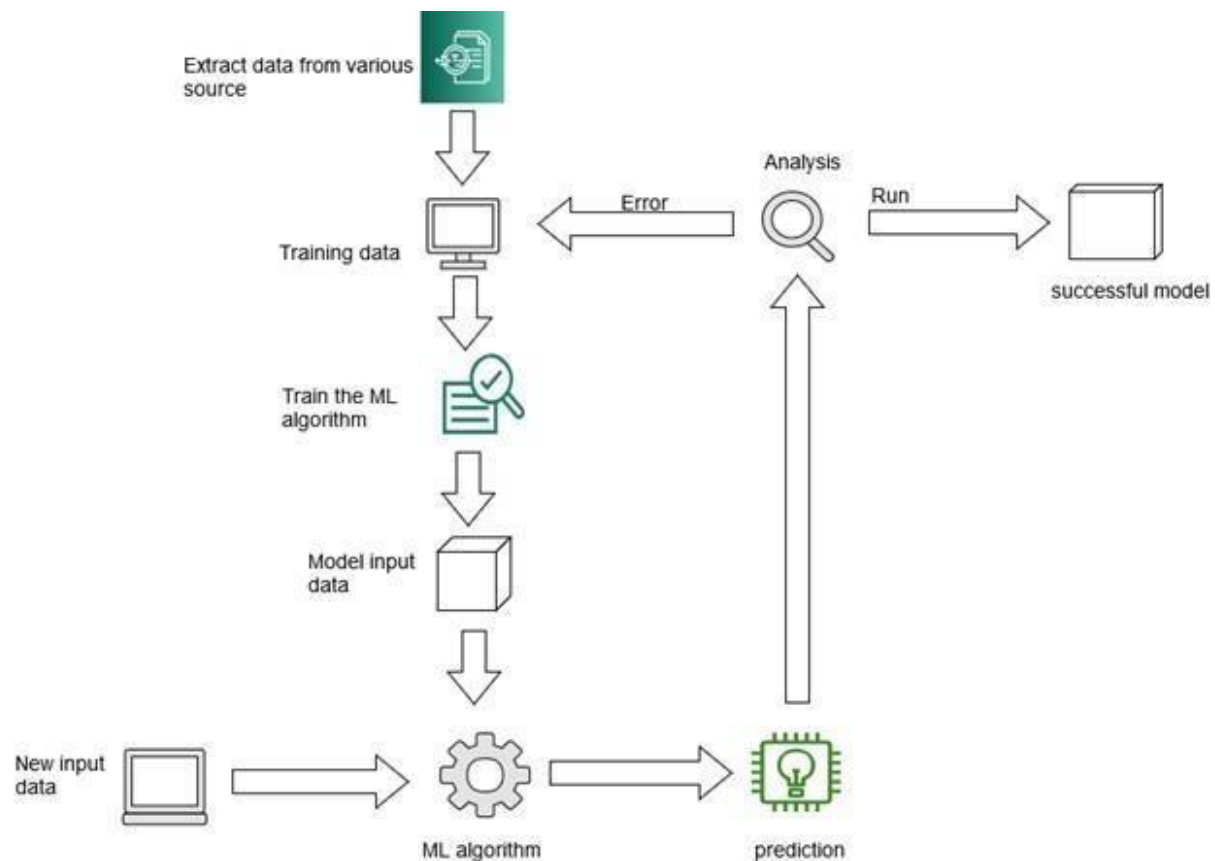 Extract data from various
source
Analysis
Error
Run
Training data
successful model
Train the ML
algorithm
Model input
data
New input
data
ML algorithm
prediction